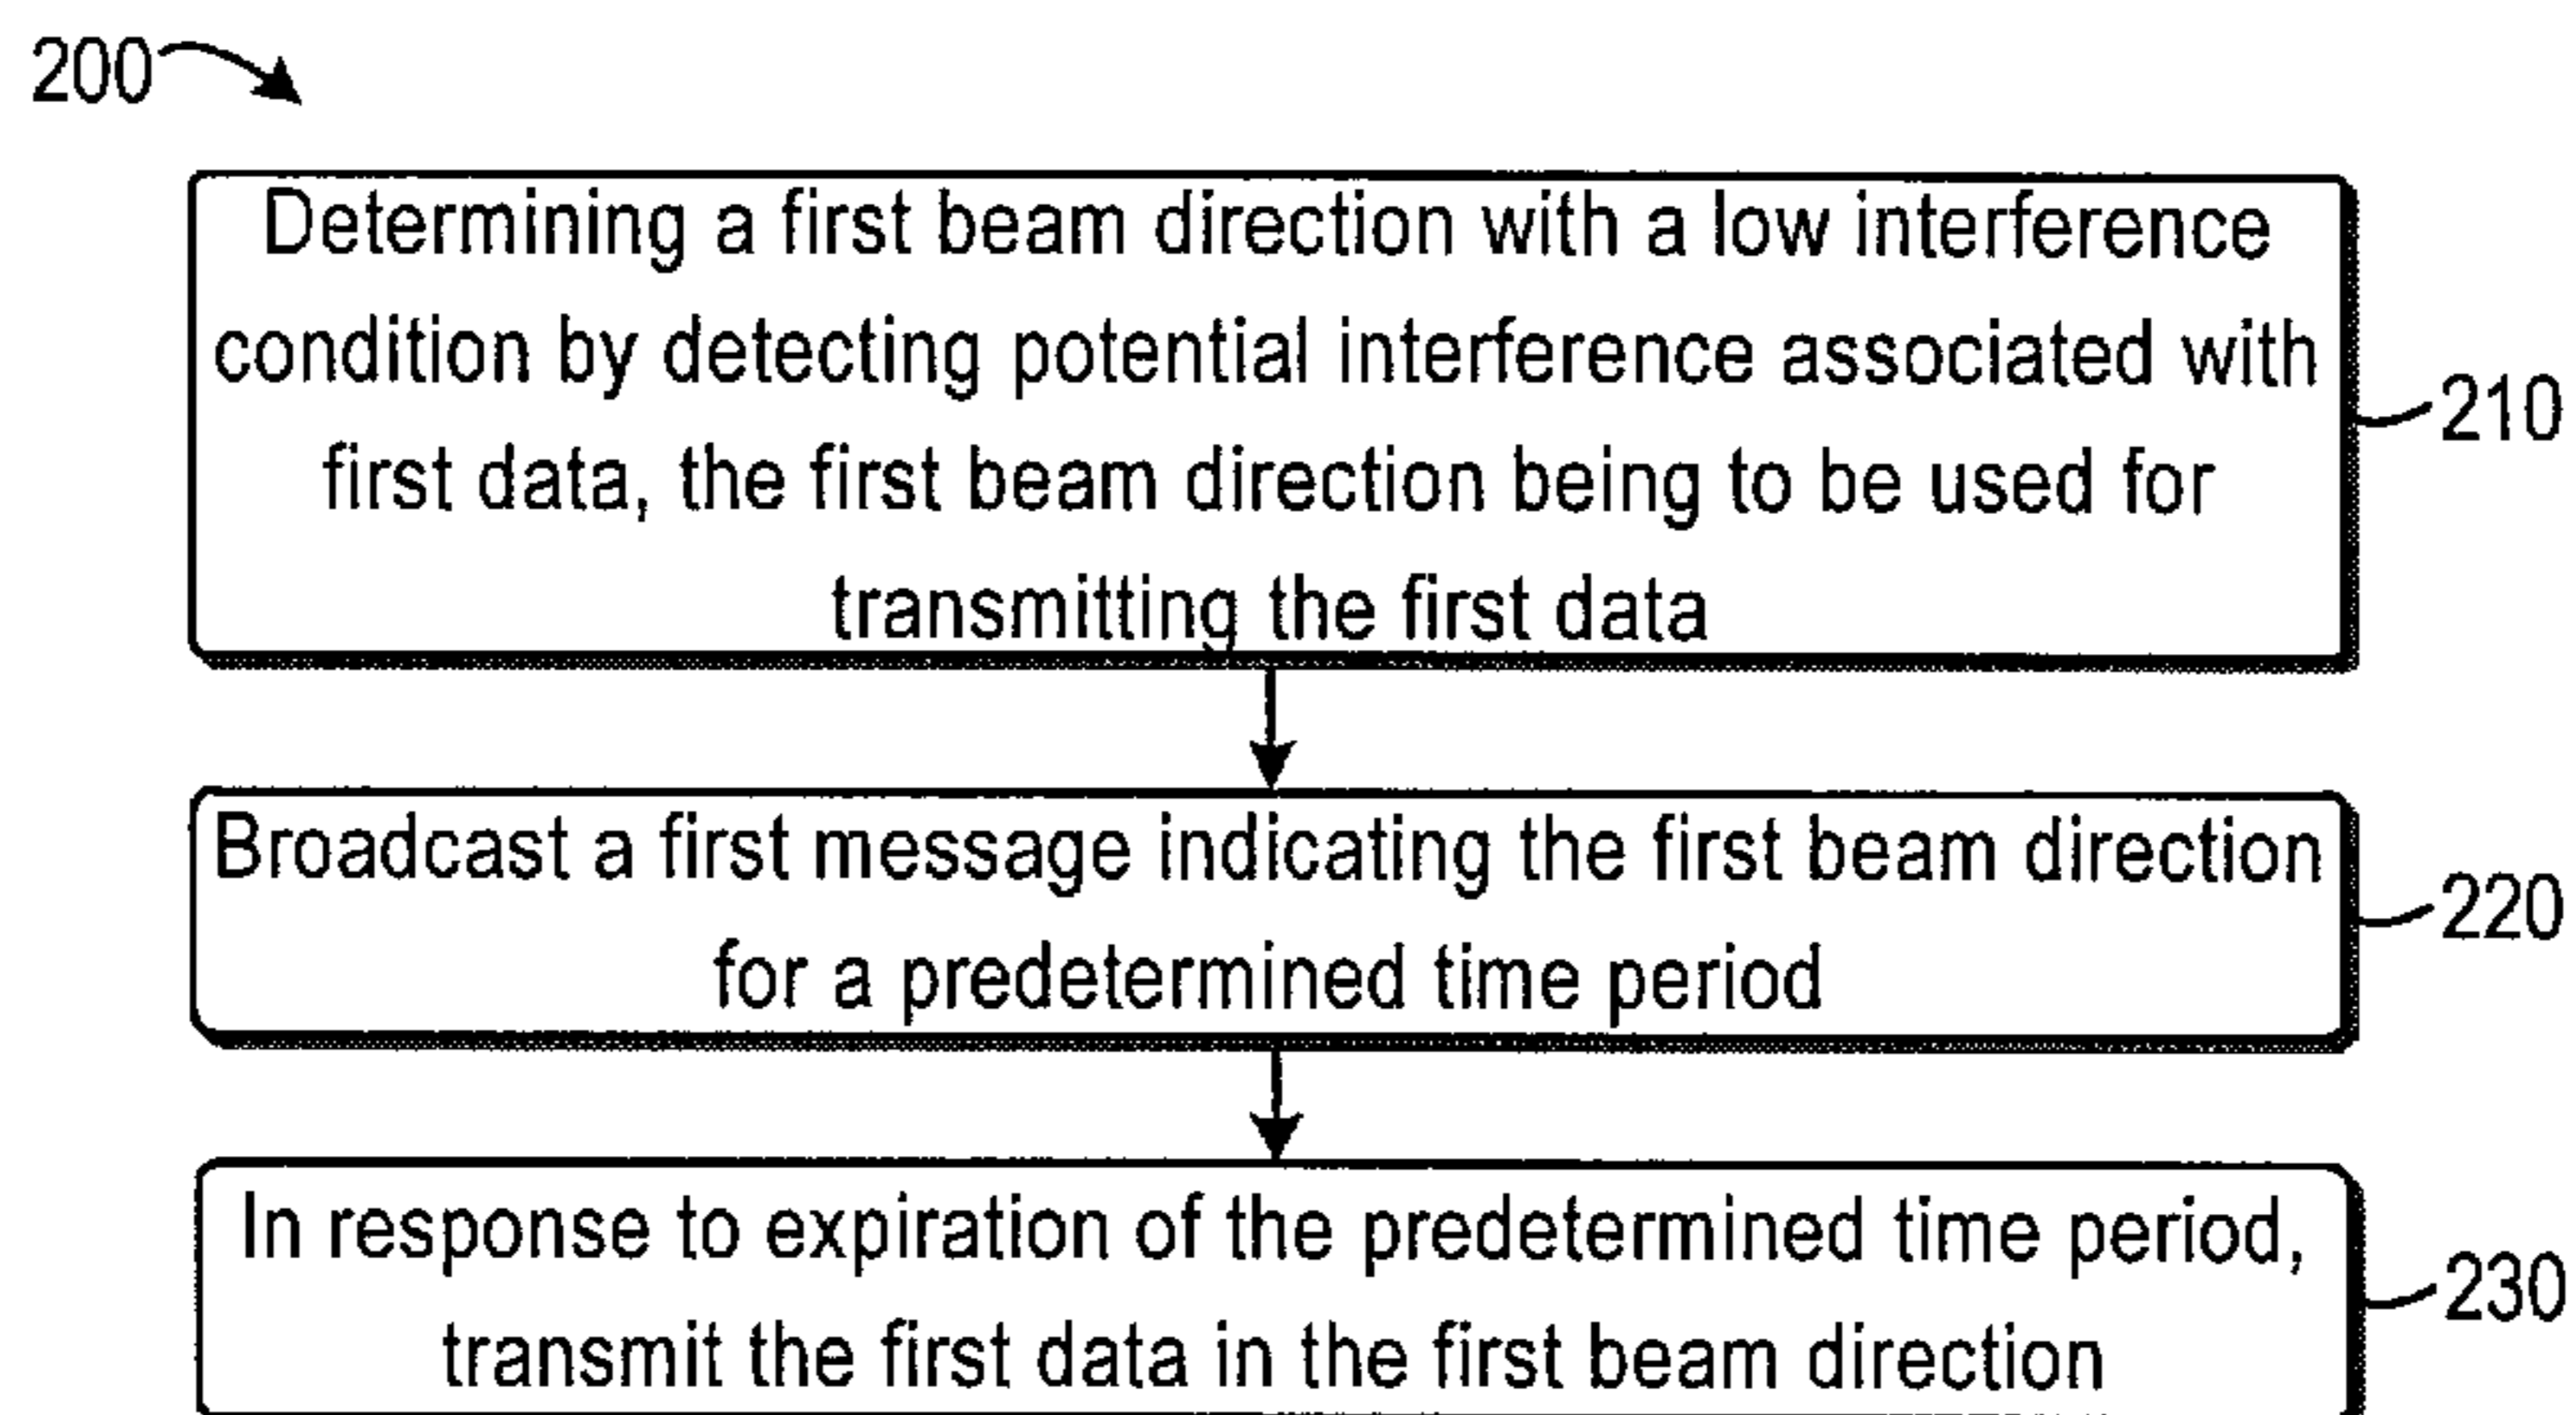 200
Determining a first beam direction with a low interference
condition by detecting potential interference associated with
first data, the first beam direction being to be used for
transmitting the first data
210
Broadcast a first message indicating the first beam direction
for a predetermined time period
220
In response to expiration of the predetermined time period,
transmit the first data in the first beam direction
230